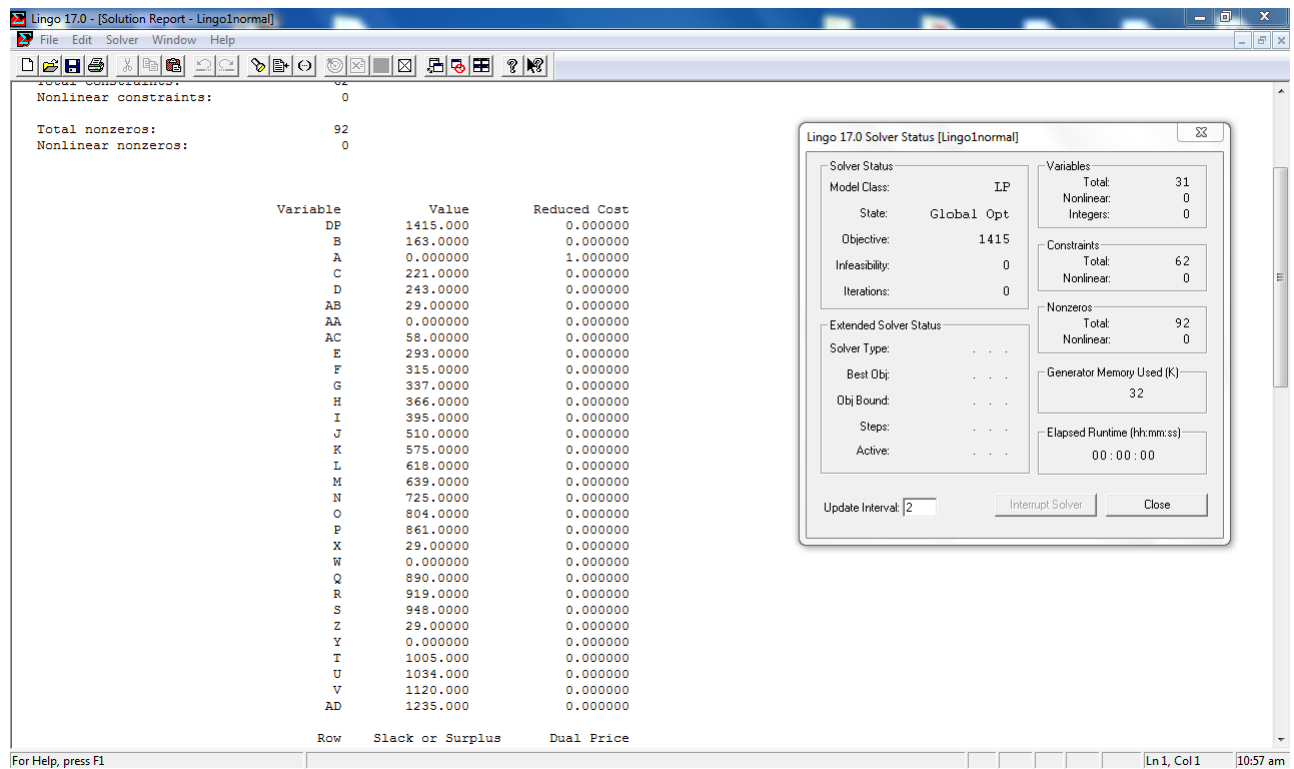 Lingo 17.0 - [Solution Report - Lingo1normal]
File Edit Solver Window Help
Total constraints: 62
Nonlinear constraints: 0
Total nonzeros: 92
Nonlinear nonzeros: 0
Variable Value Reduced Cost
DP 1415.000 0.000000
B 163.0000 0.000000
A 0.000000 1.000000
C 221.0000 0.000000
D 243.0000 0.000000
AB 29.00000 0.000000
AA 0.000000 0.000000
AC 58.00000 0.000000
E 293.0000 0.000000
F 315.0000 0.000000
G 337.0000 0.000000
H 366.0000 0.000000
I 395.0000 0.000000
J 510.0000 0.000000
K 575.0000 0.000000
L 618.0000 0.000000
M 639.0000 0.000000
N 725.0000 0.000000
O 804.0000 0.000000
P 861.0000 0.000000
X 29.00000 0.000000
W 0.000000 0.000000
Q 890.0000 0.000000
R 919.0000 0.000000
S 948.0000 0.000000
Z 29.00000 0.000000
Y 0.000000 0.000000
T 1005.000 0.000000
U 1034.000 0.000000
V 1120.000 0.000000
AD 1235.000 0.000000
Row Slack or Surplus Dual Price
Lingo 17.0 Solver Status [Lingo1normal]
Solver Status
Model Class: LP
State: Global Opt
Objective: 1415
Infeasibility: 0
Iterations: 0
Extended Solver Status
Solver Type: . . .
Best Obj: . . .
Obj Bound: . . .
Steps: . . .
Active: . . .
Variables
Total: 31
Nonlinear: 0
Integers: 0
Constraints
Total: 62
Nonlinear: 0
Nonzeros
Total: 92
Nonlinear: 0
Generator Memory Used (K)
32
Elapsed Runtime (hh:mm:ss)
00:00:00
Update Interval: 2
Interrupt Solver
Close
For Help, press F1
Ln 1, Col 1
10:57 am